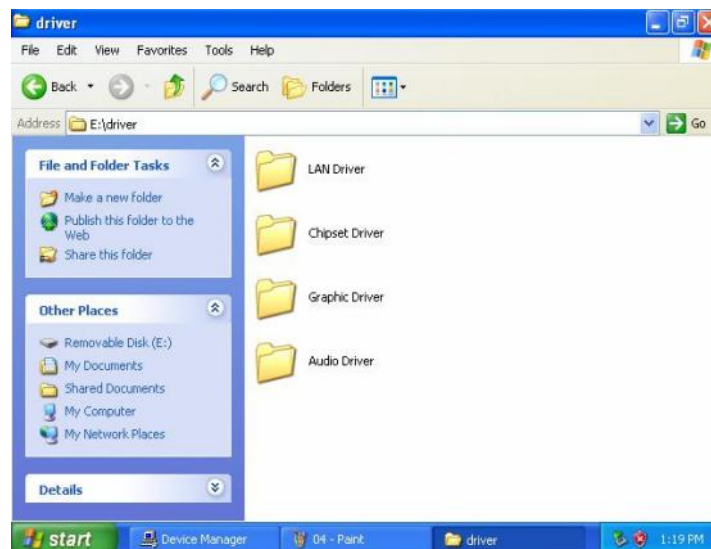 driver
File Edit View Favorites Tools Help
Back Search Folders
Address E:\driver Go
File and Folder Tasks
Make a new folder
Publish this folder to the
Web
Share this folder
Other Places
Removable Disk (E:)
My Documents
Shared Documents
My Computer
My Network Places
Details
LAN Driver
Chipset Driver
Graphic Driver
Audio Driver
start Device Manager 04 - Paint driver 1:19 PM